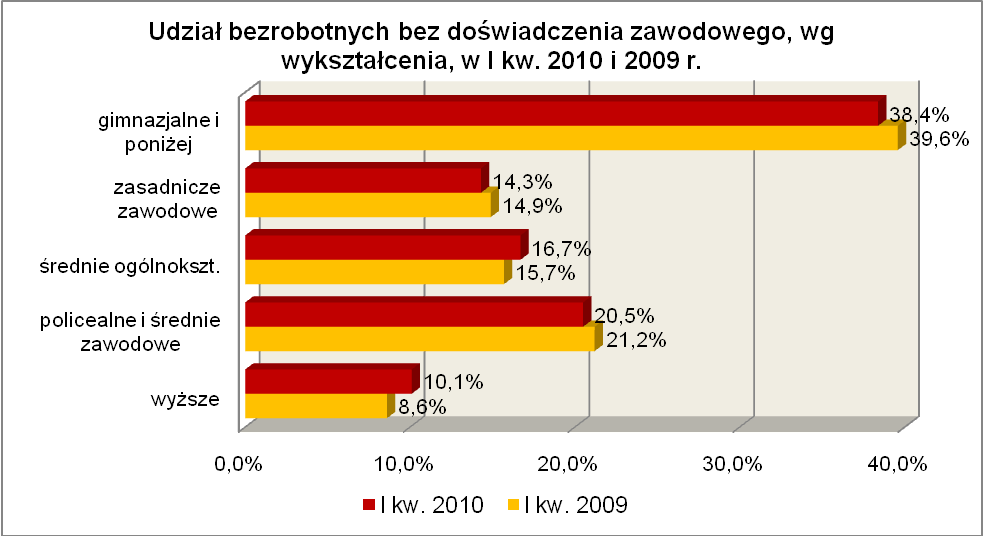 Udział bezrobotnych bez doświadczenia zawodowego, wg
wykształcenia, w I kw. 2010 i 2009 r.
gimnazjalne i
poniżej
38,4%
39,6%
zasadnicze
zawodowe
14,3%
14,9%
średnie ogólnokszt.
16,7%
15,7%
policealne i średnie
zawodowe
20,5%
21,2%
wyższe
10,1%
8,6%
0,0% 10,0% 20,0% 30,0% 40,0%
I kw. 2010 I kw. 2009